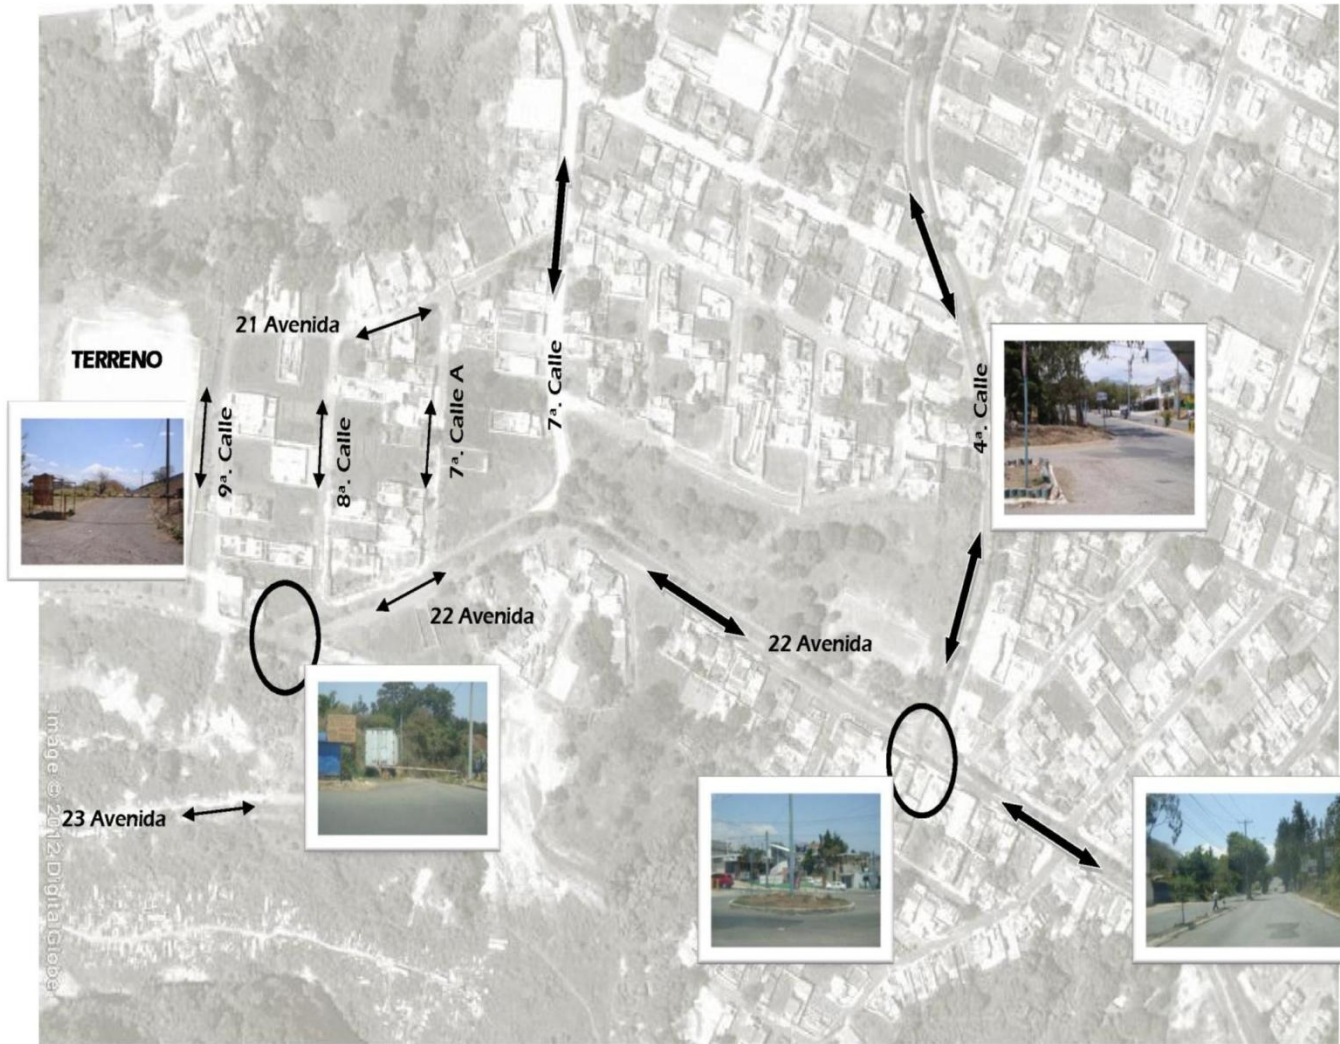 21 Avenida
TERRENO
9ª. Calle
8ª. Calle
7ª. Calle A
7ª. Calle
4ª. Calle
22 Avenida
22 Avenida
23 Avenida
Image © 2012 DigitalGlobe